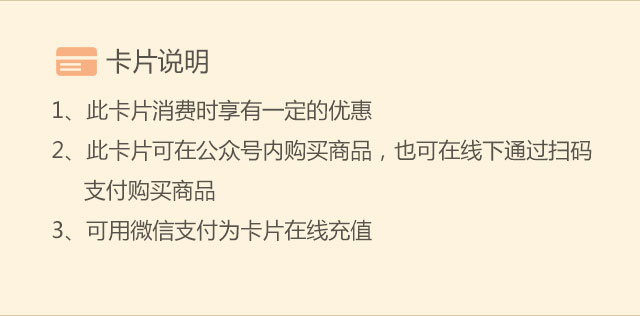 卡片说明
1、此卡片消费时享有一定的优惠
2、此卡片可在公众号内购买商品，也可在线下通过扫码
支付购买商品
3、可用微信支付为卡片在线充值